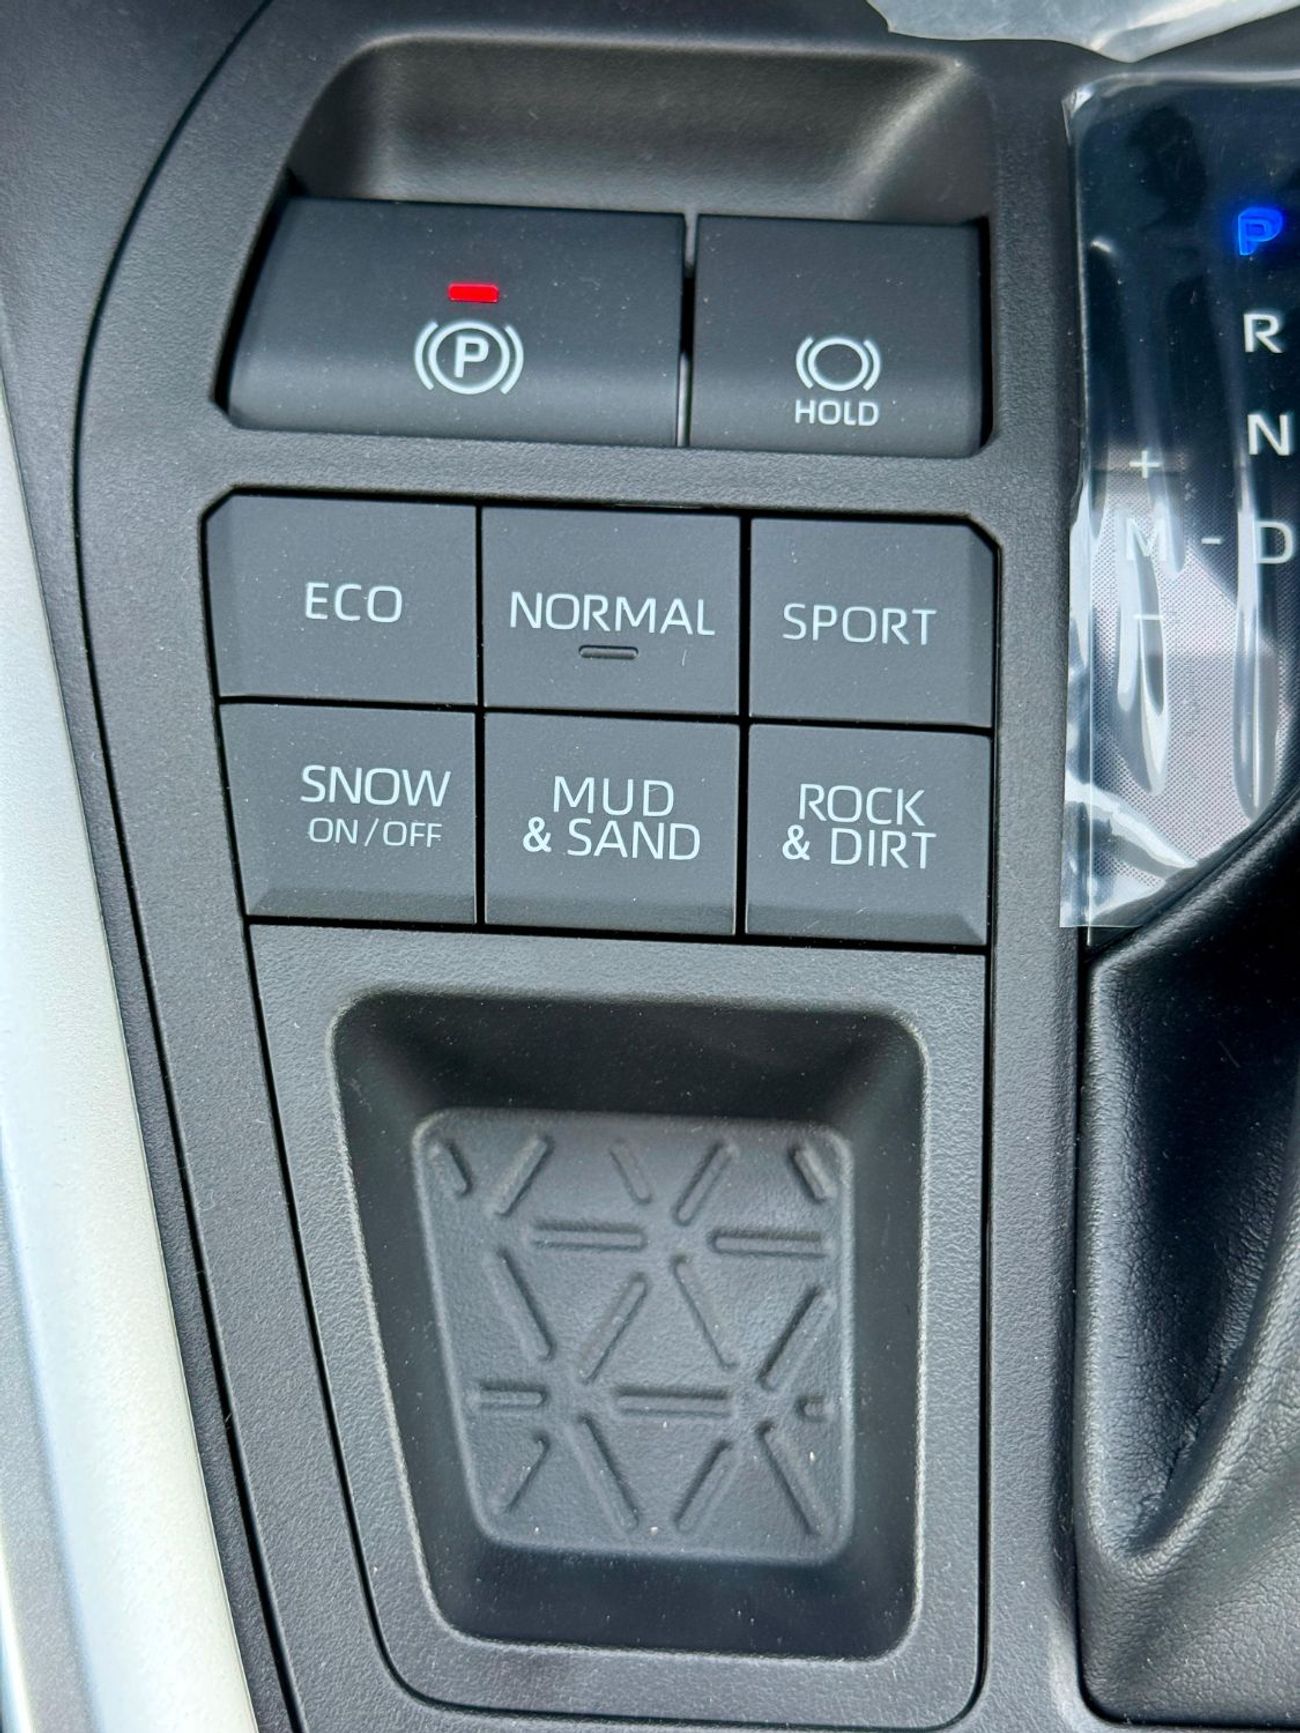 P
HOLD
ECO
NORMAL
SPORT
SNOW
ON/OFF
MUD
& SAND
ROCK
& DIRT
P
R
N
+
M - D
−